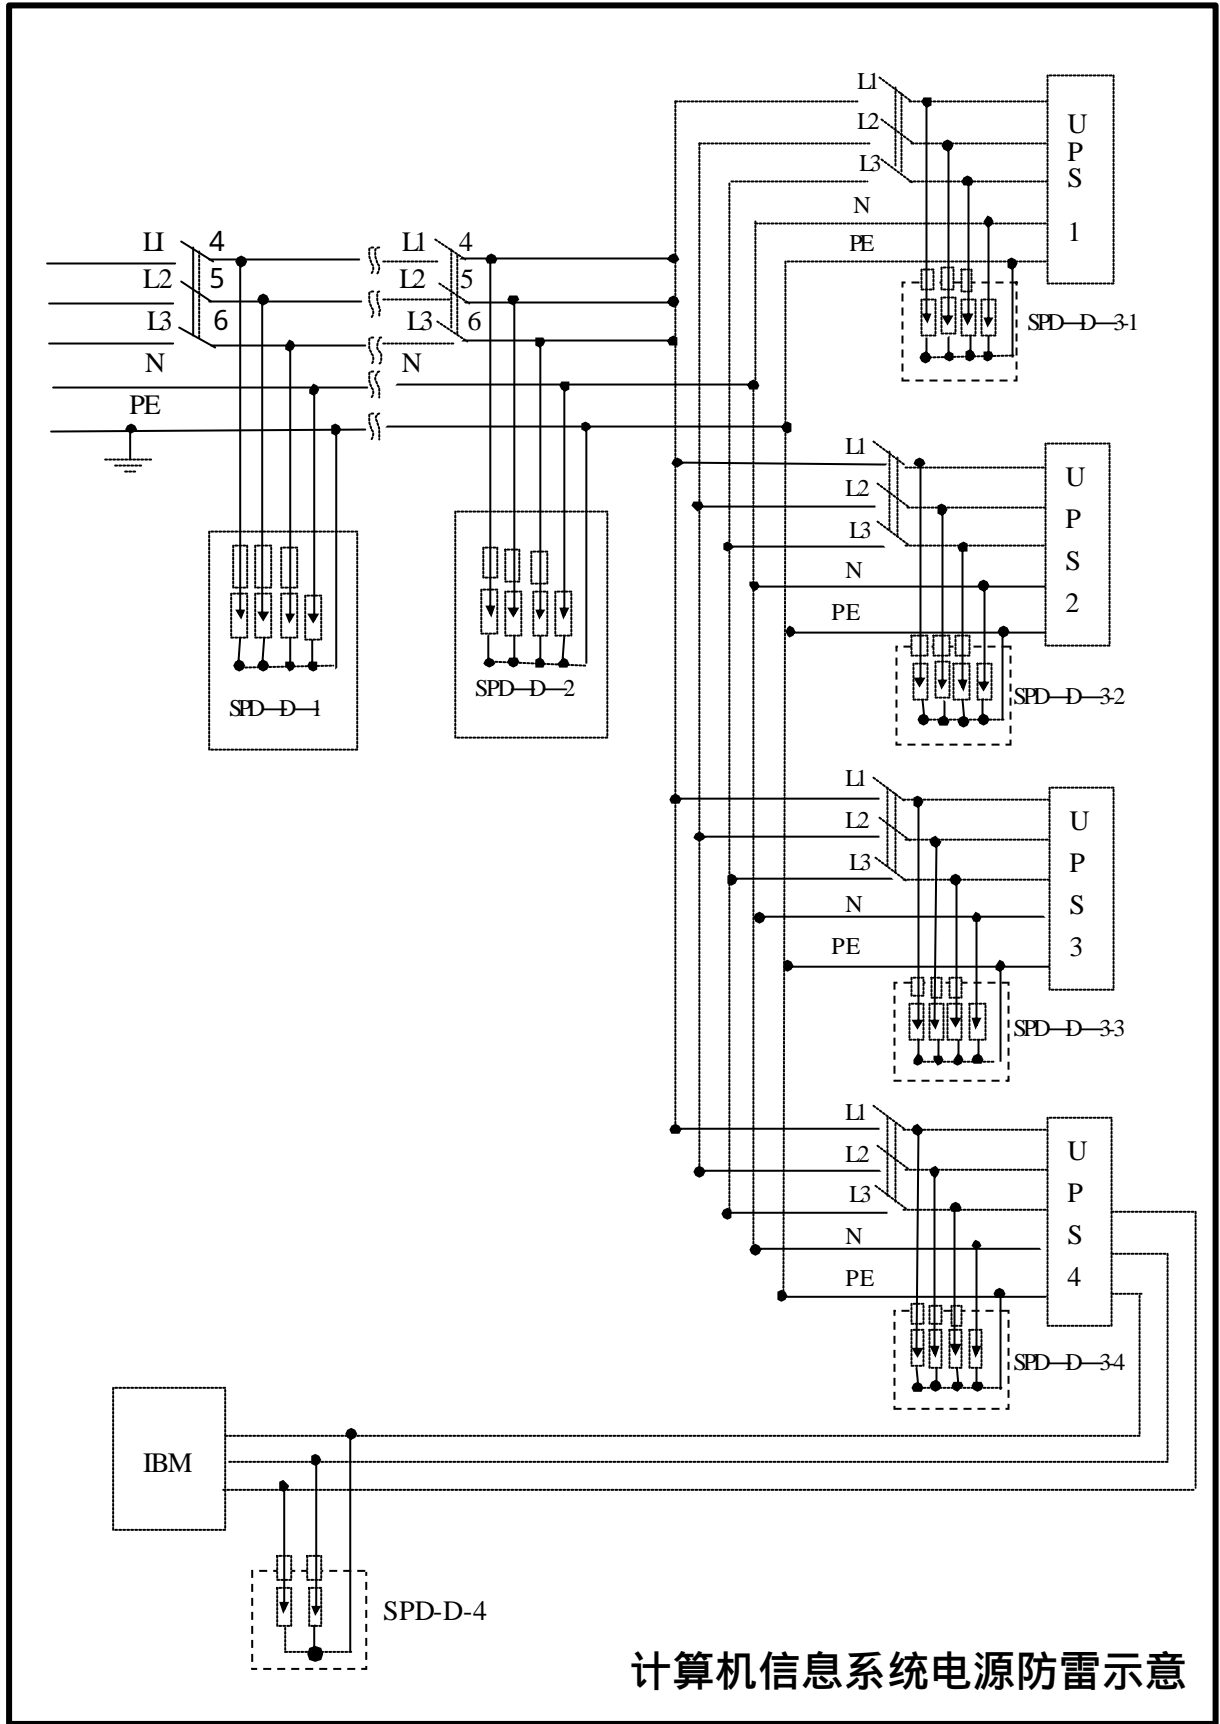 L1
L2
L3
N
PE
U
P
S
1
SPD—D—3-1
LI 4
L2 5
L3 6
N
PE
L1 4
L2 5
L3 6
N
SPD—D—1
SPD—D—2
L1
L2
L3
N
PE
U
P
S
2
SPD—D—3-2
L1
L2
L3
N
PE
U
P
S
3
SPD—D—3-3
L1
L2
L3
N
PE
U
P
S
4
SPD—D—3-4
IBM
SPD-D-4
计算机信息系统电源防雷示意